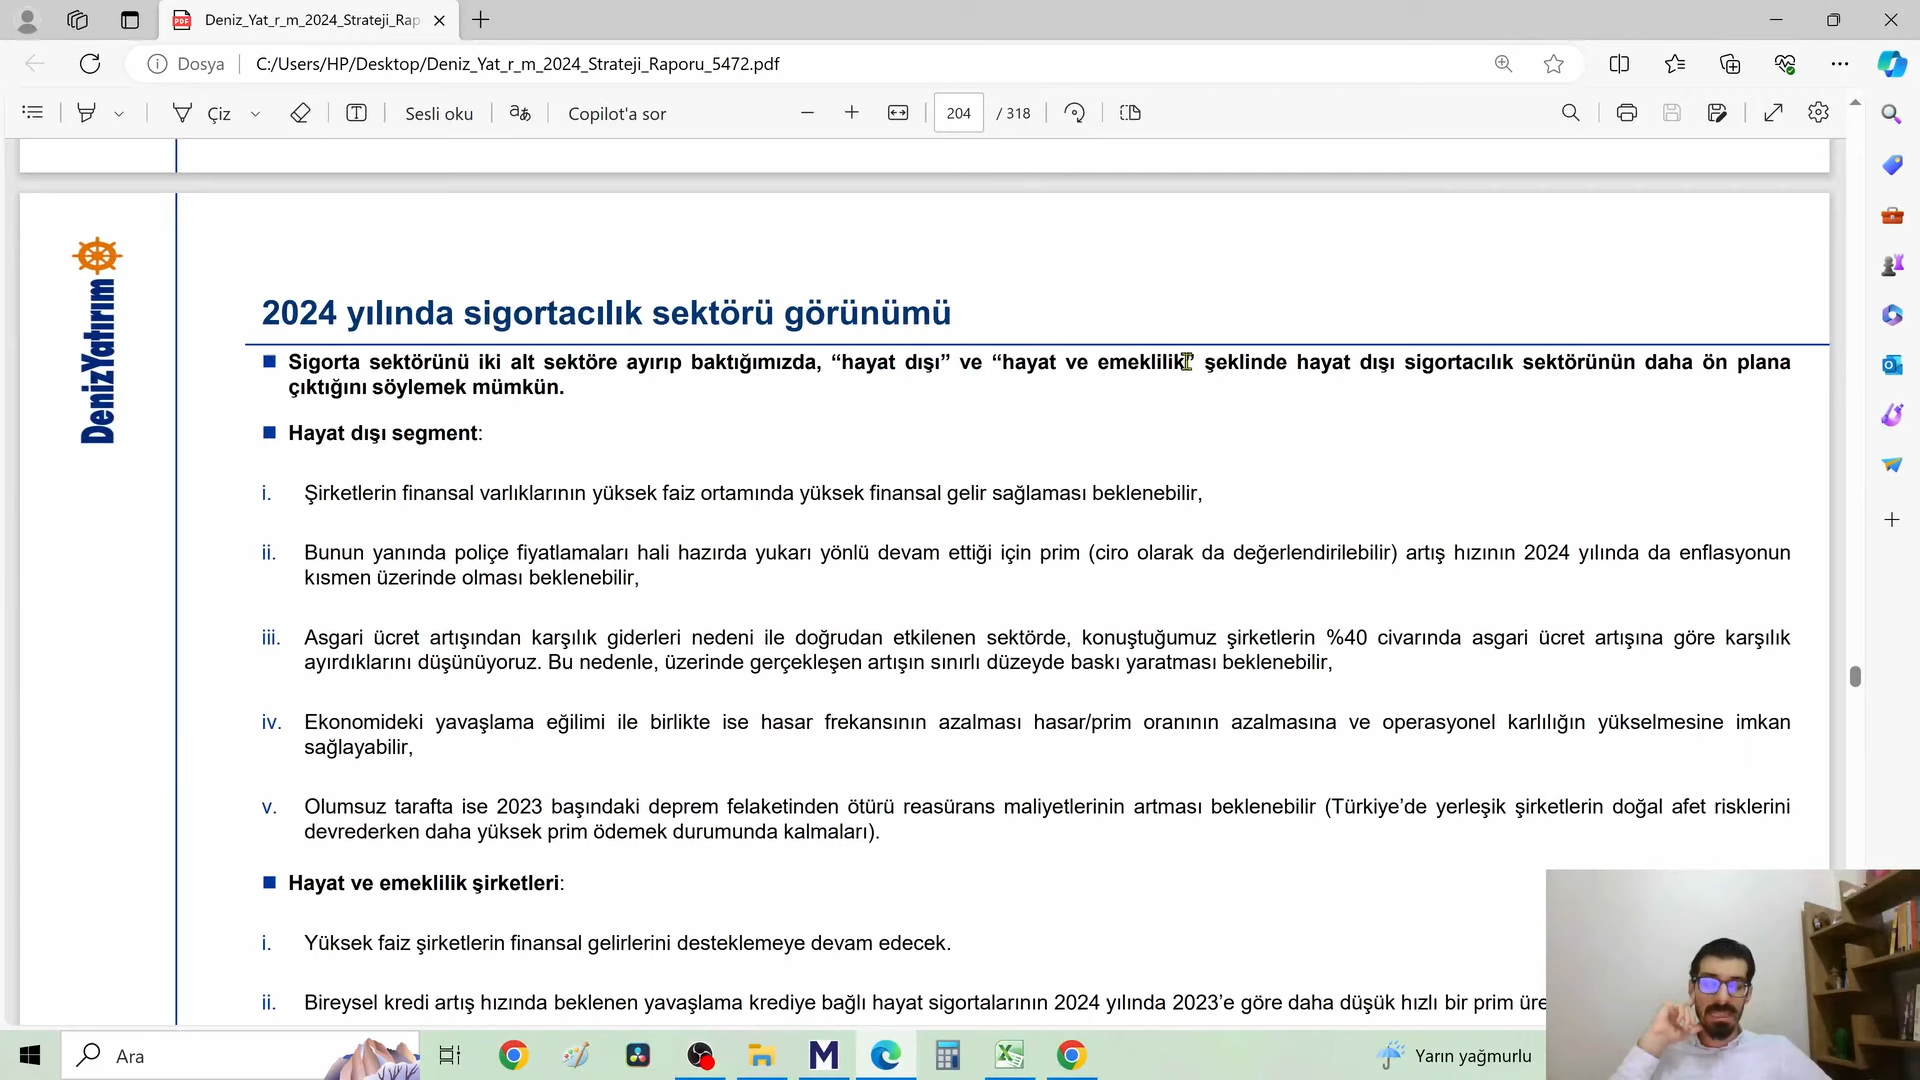 Deniz_Yat_r_m_2024_Strateji_Rap
Dosya
C:/Users/HP/Desktop/Deniz_Yat_r_m_2024_Strateji_Raporu_5472.pdf
Çiz
Sesli oku
Copilot'a sor
204 / 318
DenizYatırım
2024 yılında sigortacılık sektörü görünümü
■ Sigorta sektörünü iki alt sektöre ayırıp baktığımızda, “hayat dışı” ve “hayat ve emeklilik” şeklinde hayat dışı sigortacılık sektörünün daha ön plana
çıktığını söylemek mümkün.
■ Hayat dışı segment:
i. Şirketlerin finansal varlıklarının yüksek faiz ortamında yüksek finansal gelir sağlaması beklenebilir,
ii. Bunun yanında poliçe fiyatlamaları hali hazırda yukarı yönlü devam ettiği için prim (ciro olarak da değerlendirilebilir) artış hızının 2024 yılında da enflasyonun
kısmen üzerinde olması beklenebilir,
iii. Asgari ücret artışından karşılık giderleri nedeni ile doğrudan etkilenen sektörde, konuştuğumuz şirketlerin %40 civarında asgari ücret artışına göre karşılık
ayırdıklarını düşünüyoruz. Bu nedenle, üzerinde gerçekleşen artışın sınırlı düzeyde baskı yaratması beklenebilir,
iv. Ekonomideki yavaşlama eğilimi ile birlikte ise hasar frekansının azalması hasar/prim oranının azalmasına ve operasyonel karlılığın yükselmesine imkan
sağlayabilir,
v. Olumsuz tarafta ise 2023 başındaki deprem felaketinden ötürü reasürans maliyetlerinin artması beklenebilir (Türkiye’de yerleşik şirketlerin doğal afet risklerini
devrederken daha yüksek prim ödemek durumunda kalmaları).
■ Hayat ve emeklilik şirketleri:
i. Yüksek faiz şirketlerin finansal gelirlerini desteklemeye devam edecek.
ii. Bireysel kredi artış hızında beklenen yavaşlama krediye bağlı hayat sigortalarının 2024 yılında 2023’e göre daha düşük hızlı bir prim üre
Ara
Yarın yağmurlu